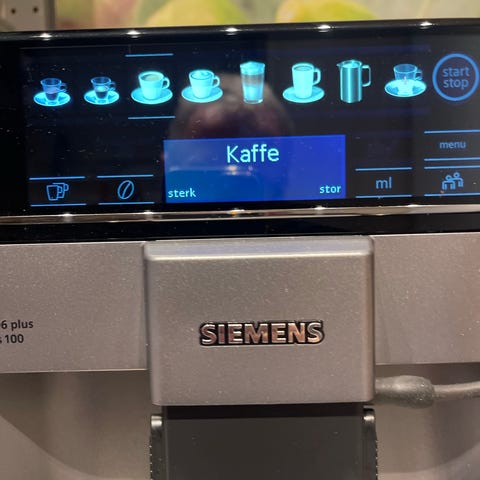 start
stop
Kaffe
menu
sterk
stor
ml
SIEMENS
6 plus
100